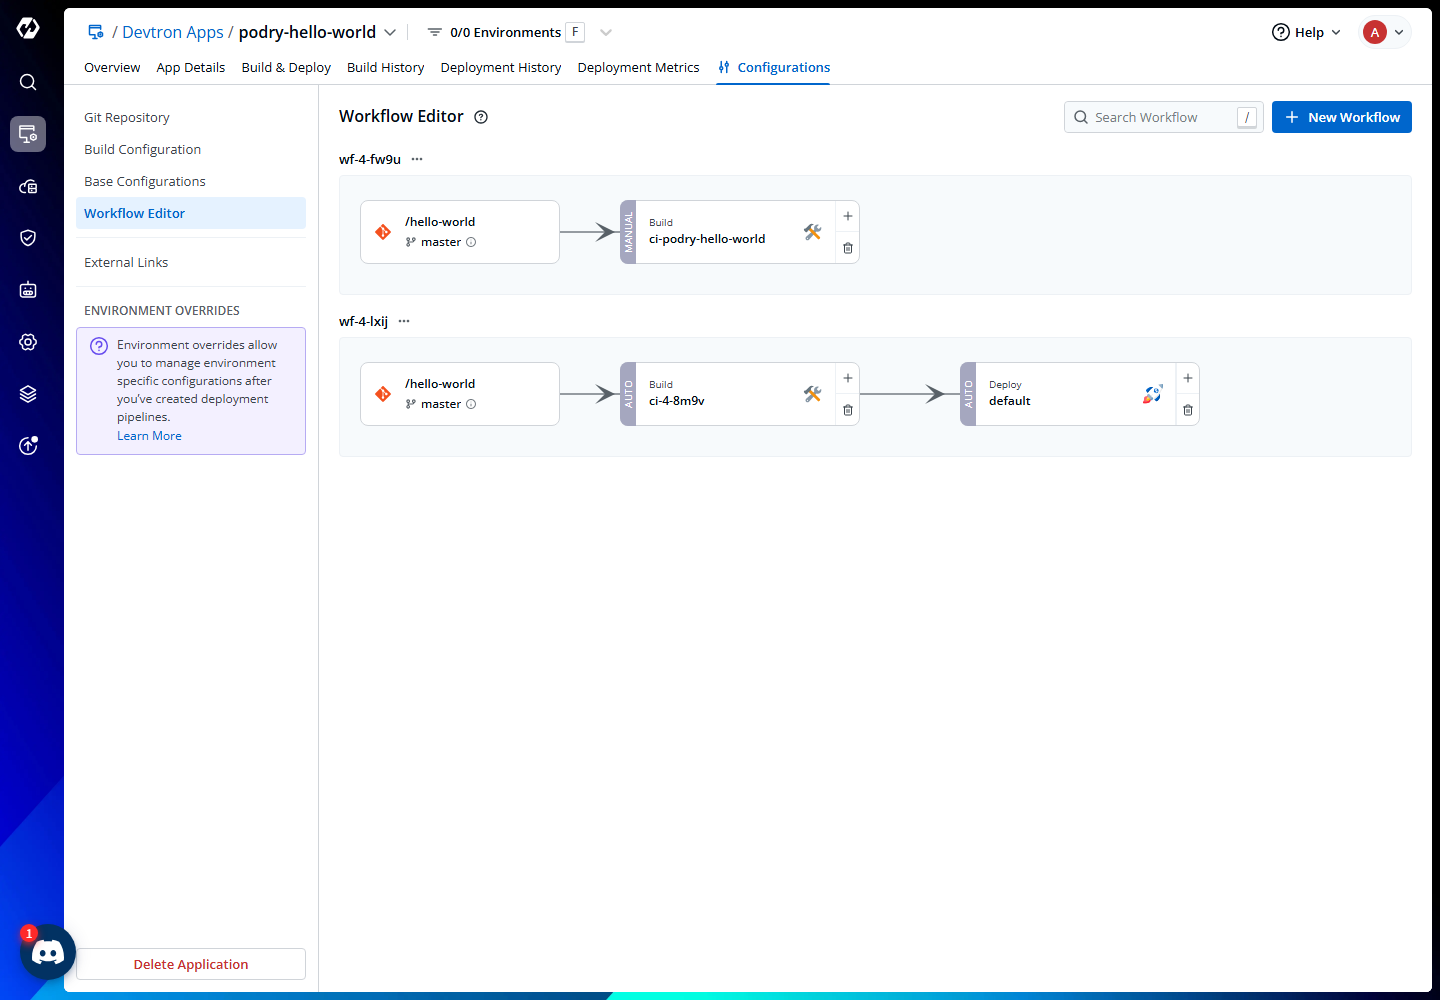 / Devtron Apps / podry-hello-world
0/0 Environments F
Help
A
Overview
App Details
Build & Deploy
Build History
Deployment History
Deployment Metrics
Configurations
Git Repository
Build Configuration
Base Configurations
Workflow Editor
External Links
ENVIRONMENT OVERRIDES
Environment overrides allow
you to manage environment
specific configurations after
you've created deployment
pipelines.
Learn More
Delete Application
1
Workflow Editor
Search Workflow /
New Workflow
wf-4-fw9u
/hello-world
master
MANUAL
Build
ci-podry-hello-world
wf-4-lxij
/hello-world
master
AUTO
Build
ci-4-8m9v
AUTO
Deploy
default